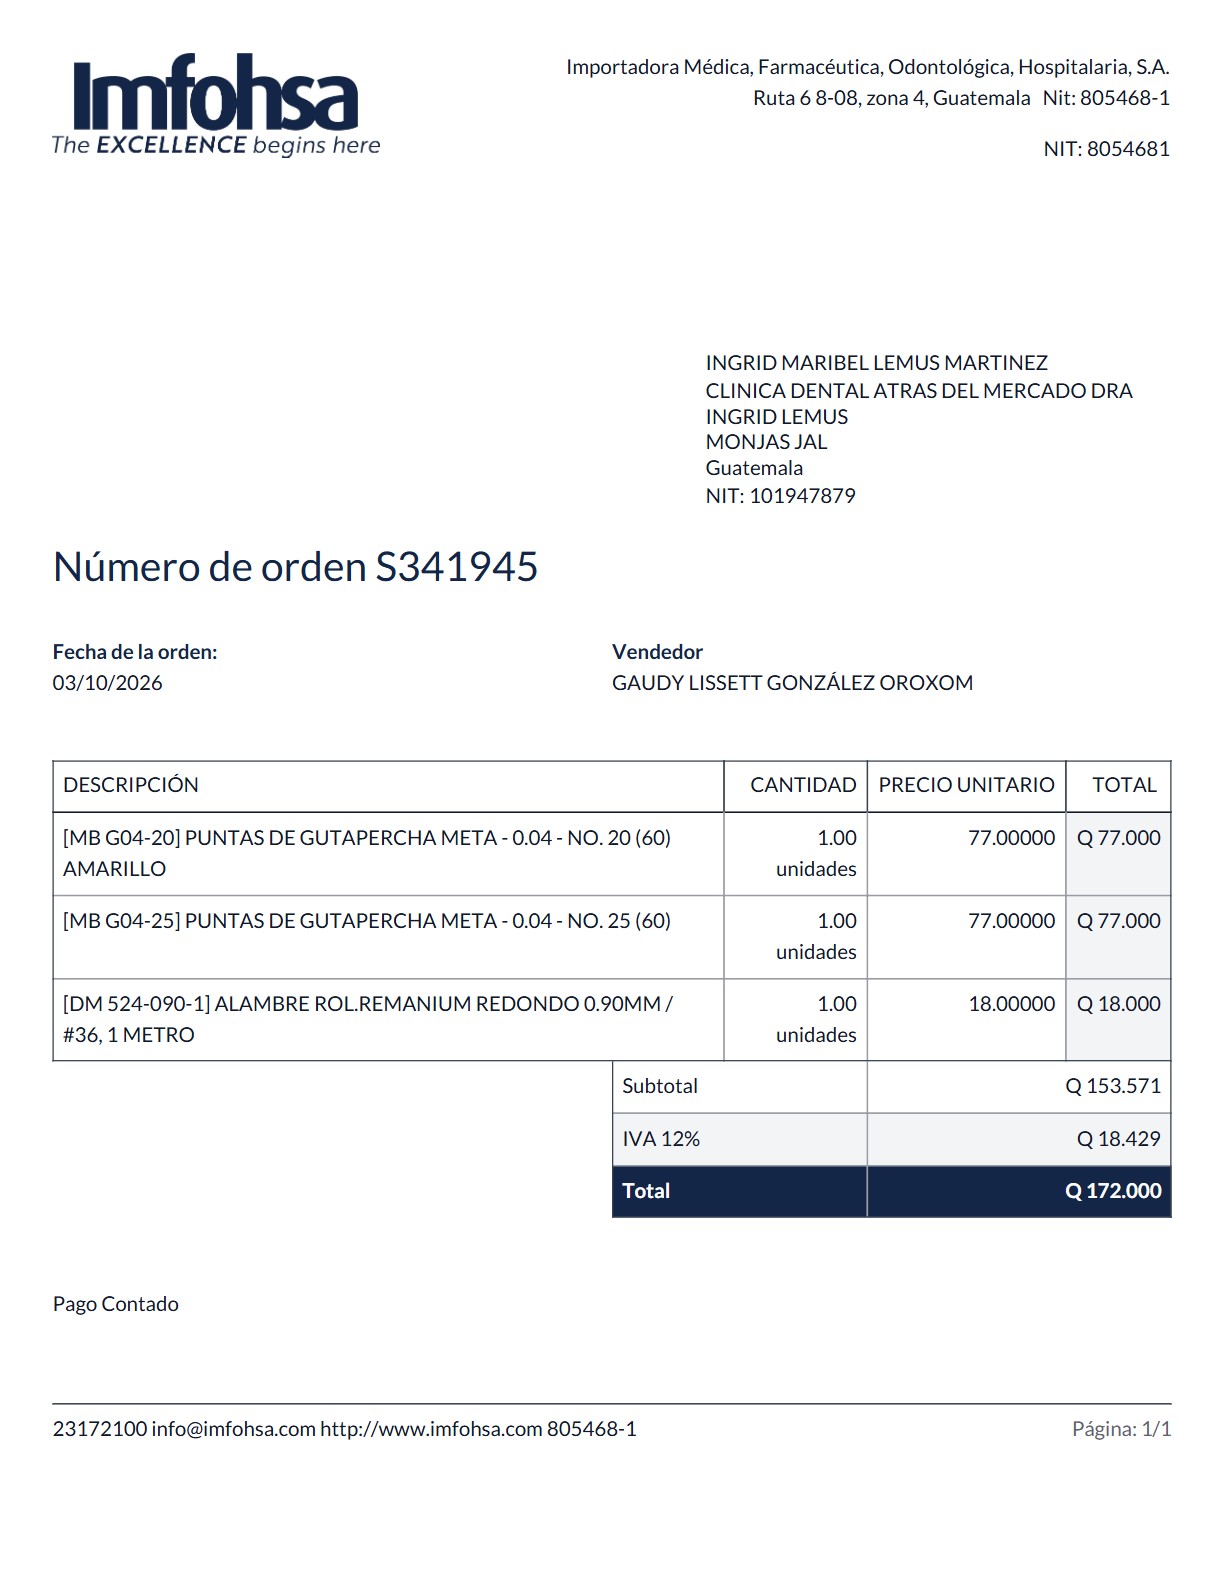 Imfohsa
The EXCELLENCE begins here
Importadora Médica, Farmacéutica, Odontológica, Hospitalaria, S.A.
Ruta 6 8-08, zona 4, Guatemala Nit: 805468-1
NIT: 8054681
INGRID MARIBEL LEMUS MARTINEZ
CLINICA DENTAL ATRAS DEL MERCADO DRA
INGRID LEMUS
MONJAS JAL
Guatemala
NIT: 101947879
Número de orden S341945
Fecha de la orden: Vendedor
03/10/2026 GAUDY LISSETT GONZÁLEZ OROXOM
DESCRIPCIÓN CANTIDAD PRECIO UNITARIO TOTAL
[MB G04-20] PUNTAS DE GUTAPERCHA META - 0.04 - NO. 20 (60) 1.00 77.00000 Q 77.000
AMARILLO unidades
[MB G04-25] PUNTAS DE GUTAPERCHA META - 0.04 - NO. 25 (60) 1.00 77.00000 Q 77.000
unidades
[DM 524-090-1] ALAMBRE ROL.REMANIUM REDONDO 0.90MM / 1.00 18.00000 Q 18.000
#36, 1 METRO unidades
Subtotal Q 153.571
IVA 12% Q 18.429
Total Q 172.000
Pago Contado
23172100 info@imfohsa.com http://www.imfohsa.com 805468-1 Página: 1/1